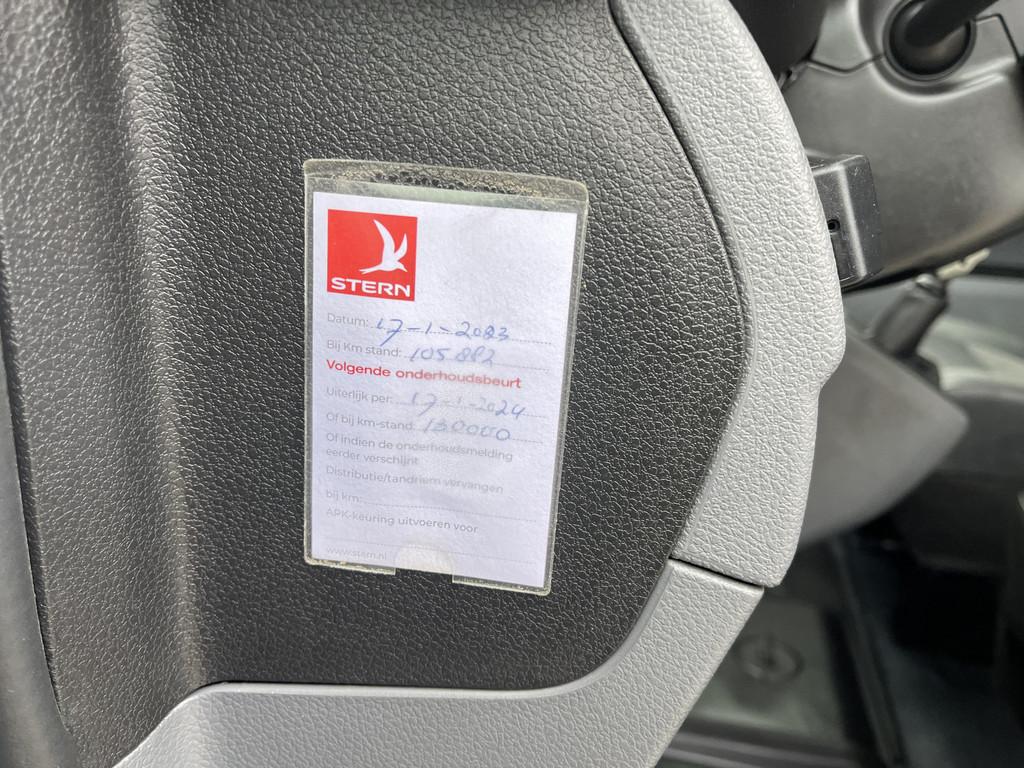 STERN
Datum: 17-1-2023
Bij Km stand: 105 882
Volgende onderhoudsbeurt
Uiterlijk per: 17-1-2024
Of bij km-stand: 130000
Of indien de onderhoudsmelding
eerder verschijnt
Distributie/tandriem vervangen
bij km:
APK-keuring uitvoeren voor
www.stern.nl